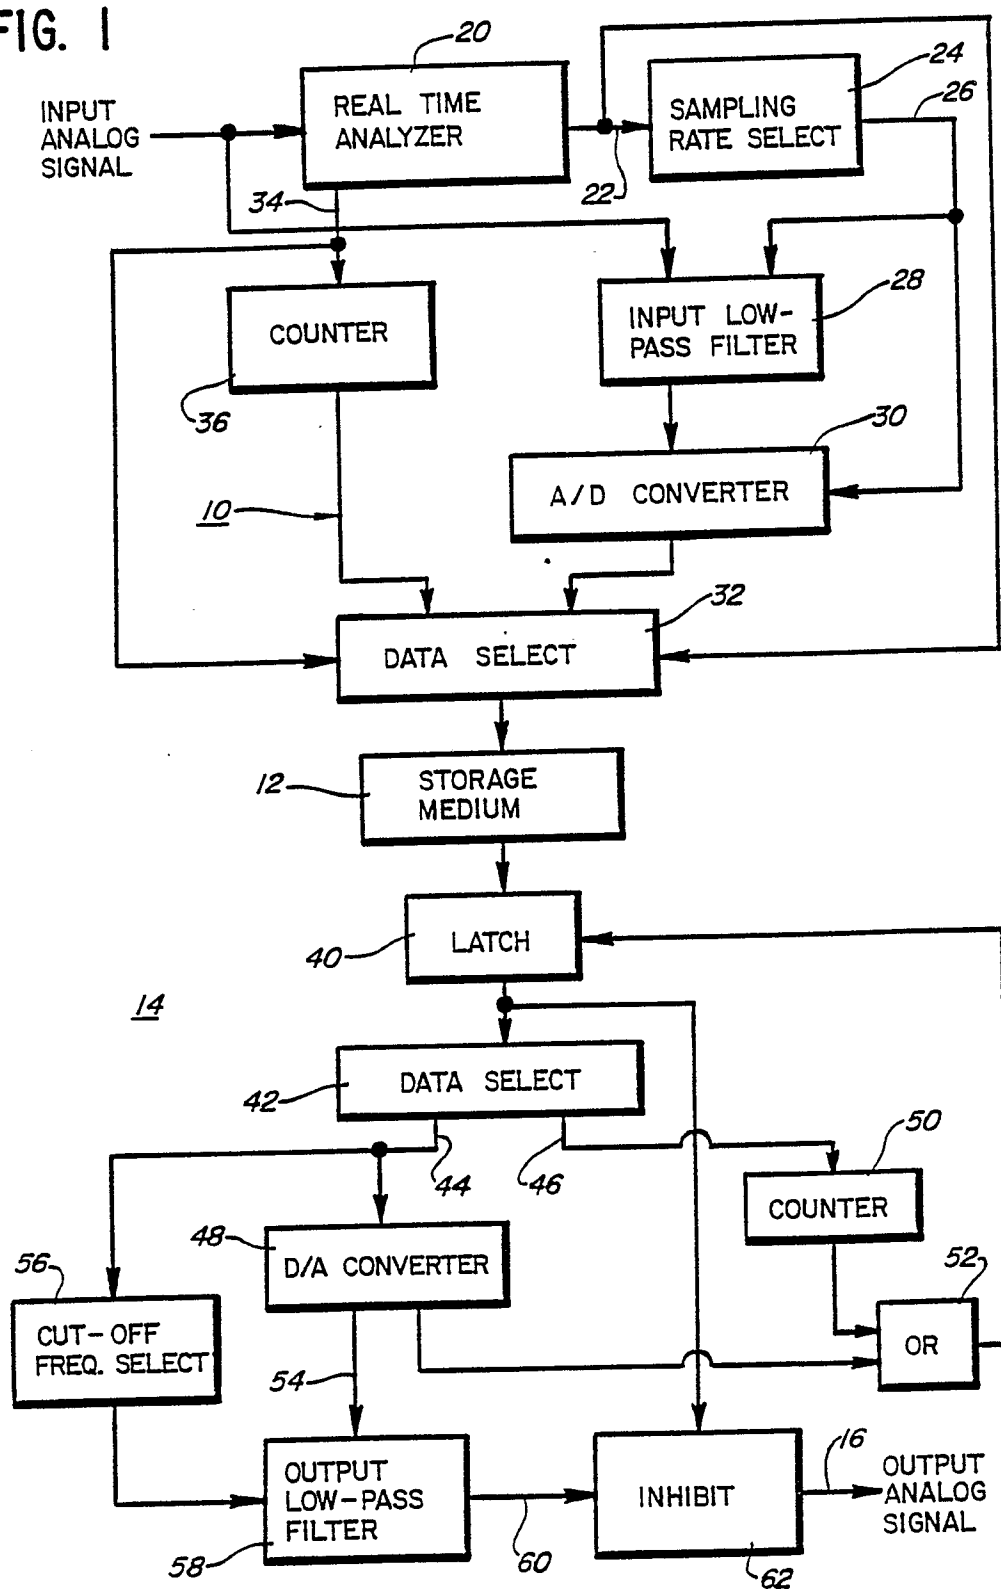 FIG. 1
20
24
26
INPUT
ANALOG
SIGNAL
REAL TIME
ANALYZER
SAMPLING
RATE SELECT
22
34
28
COUNTER
INPUT LOW-
PASS FILTER
36
30
A/D CONVERTER
10
32
DATA SELECT
12
STORAGE
MEDIUM
40
LATCH
14
42
DATA SELECT
44
46
50
COUNTER
48
D/A CONVERTER
56
52
CUT-OFF
FREQ. SELECT
OR
54
16
OUTPUT
LOW-PASS
FILTER
INHIBIT
OUTPUT
ANALOG
SIGNAL
58
60
62